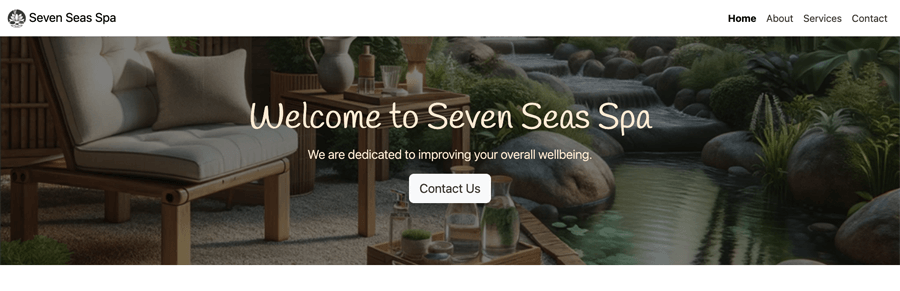 Seven Seas Spa
Home About Services Contact
Welcome to Seven Seas Spa
We are dedicated to improving your overall wellbeing.
Contact Us